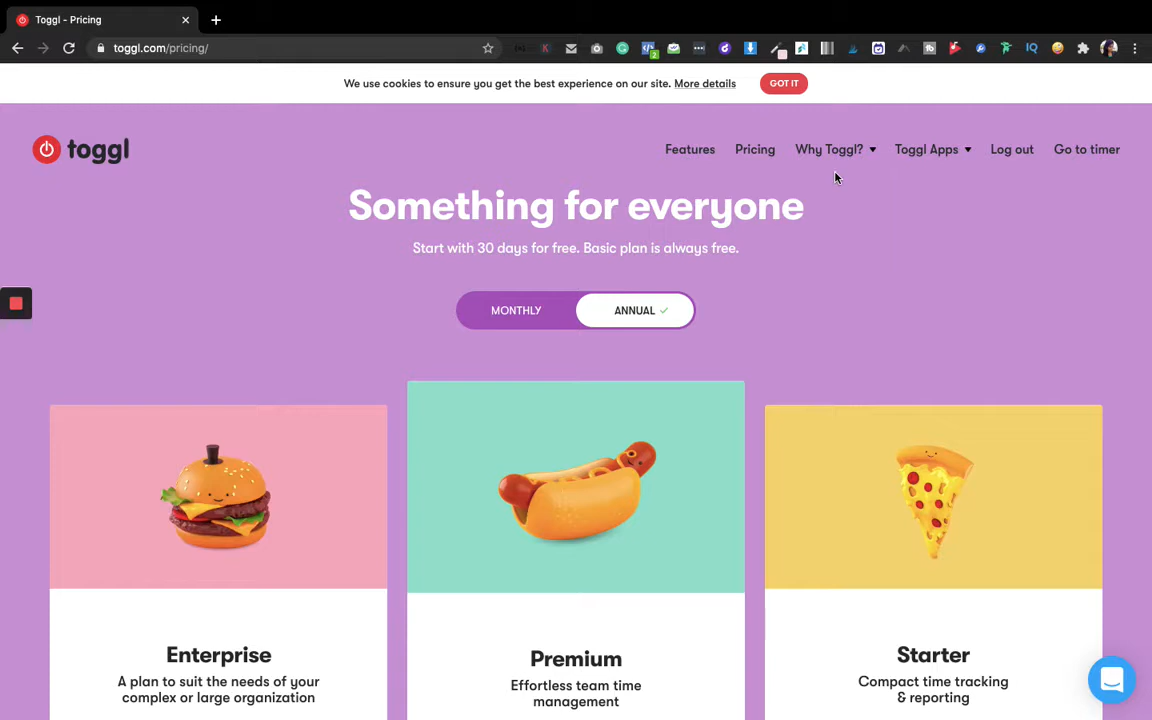 Toggl - Pricing
toggl.com/pricing/
2
IQ
We use cookies to ensure you get the best experience on our site. More details
GOT IT
toggl
Features
Pricing
Why Toggl?
Toggl Apps
Log out
Go to timer
Something for everyone
Start with 30 days for free. Basic plan is always free.
MONTHLY
ANNUAL
Enterprise
A plan to suit the needs of your
complex or large organization
Premium
Effortless team time
management
Starter
Compact time tracking
& reporting